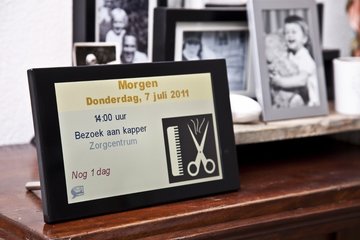 Morgen
Donderdag, 7 juli 2011
14:00 uur
Bezoek aan kapper
Zorgcentrum
Nog 1 dag